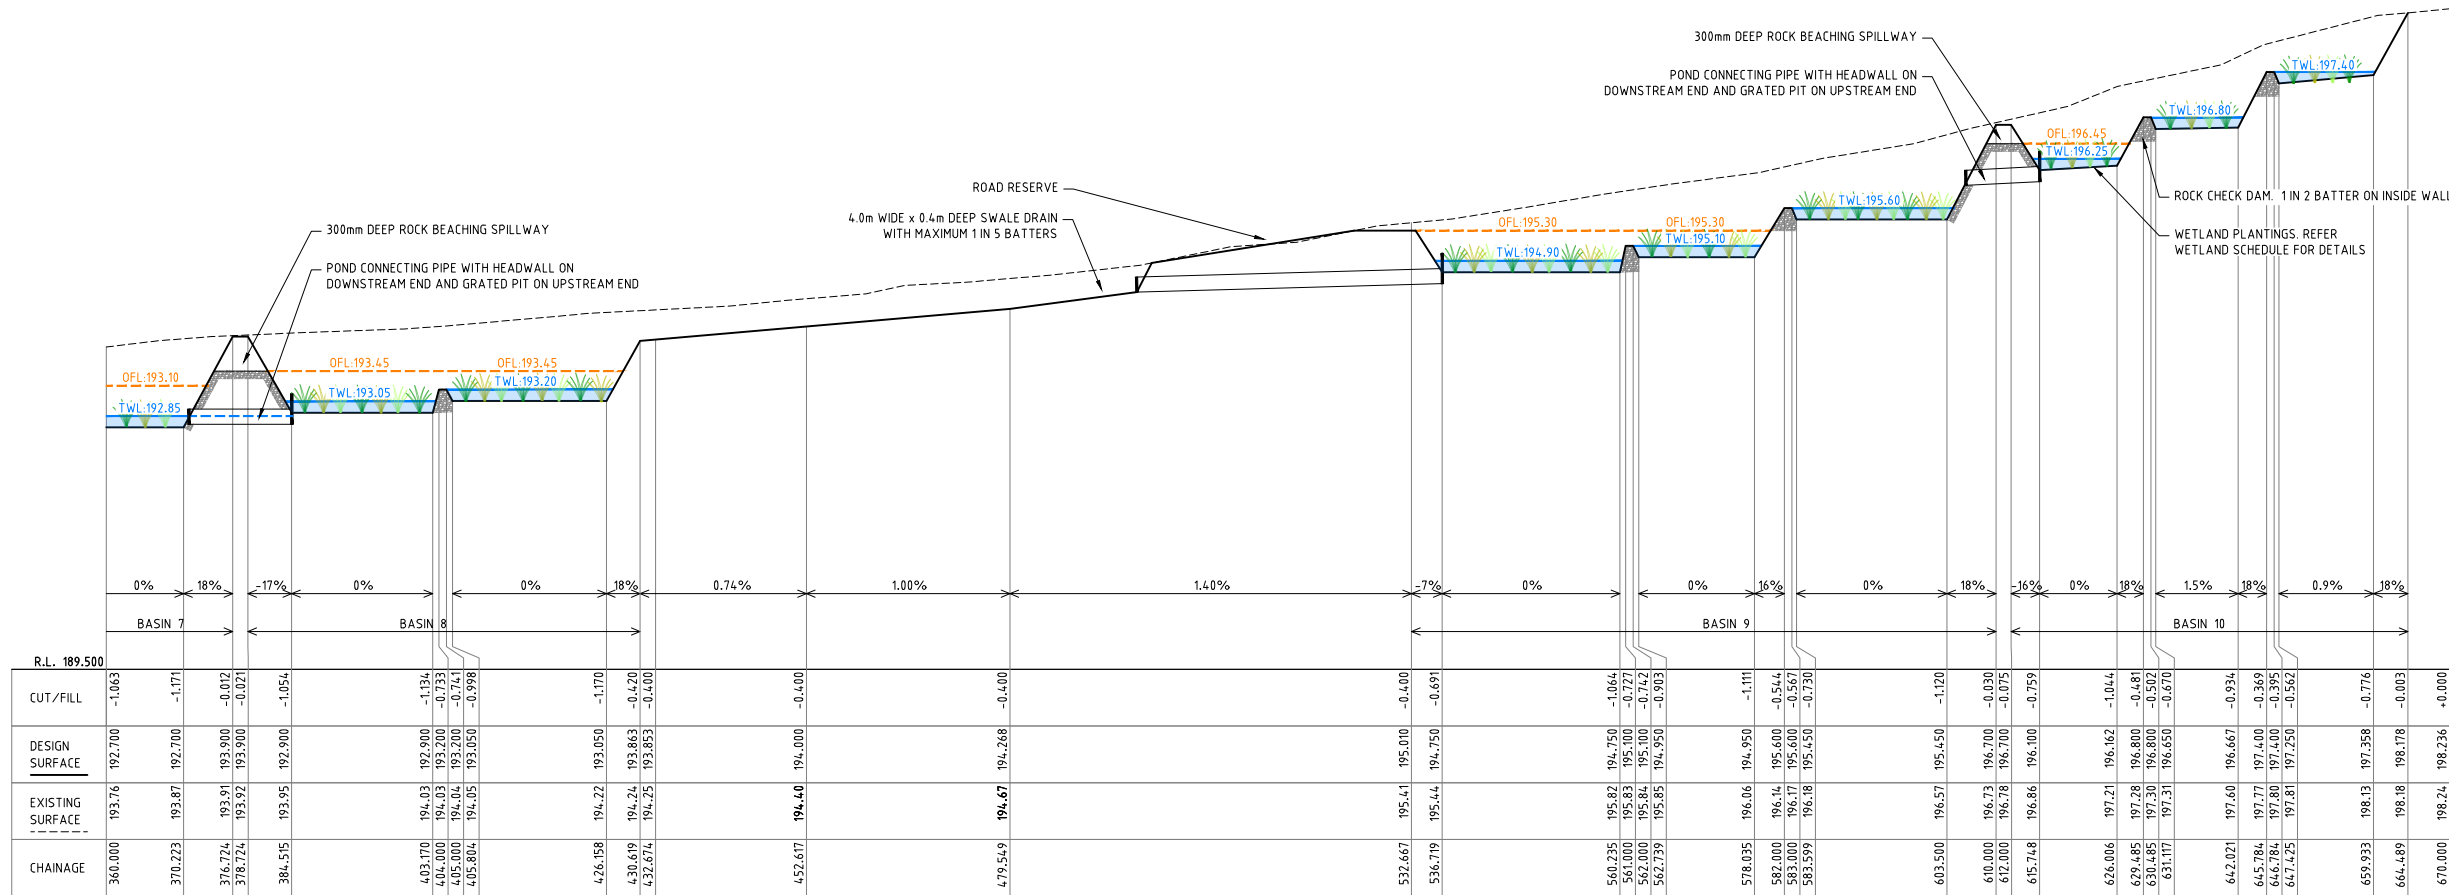 300mm DEEP ROCK BEACHING SPILLWAY
TWL:197.40
POND CONNECTING PIPE WITH HEADWALL ON
DOWNSTREAM END AND GRATED PIT ON UPSTREAM END
TWL:196.80
OFL:196.45
TWL:196.25
ROAD RESERVE
ROCK CHECK DAM. 1 IN 2 BATTER ON INSIDE WALL
TWL:195.60
4.0m WIDE x 0.4m DEEP SWALE DRAIN
WITH MAXIMUM 1 IN 5 BATTERS
OFL:195.30
OFL:195.30
300mm DEEP ROCK BEACHING SPILLWAY
WETLAND PLANTINGS. REFER
WETLAND SCHEDULE FOR DETAILS
TWL:195.10
TWL:194.90
POND CONNECTING PIPE WITH HEADWALL ON
DOWNSTREAM END AND GRATED PIT ON UPSTREAM END
OFL:193.45
OFL:193.45
OFL:193.10
TWL:193.20
TWL:193.05
TWL:192.85
0% 18% -17% 0% 0% 18% 0.74% 1.00% 1.40% -7% 0% 0% 16% 0% 18% -16% 0% 18% 1.5% 18% 0.9% 18%
BASIN 7 BASIN 8 BASIN 9 BASIN 10
R.L. 189.500
CUT/FILL -1.063 -1.171 -0.012 -0.021 -1.054 -1.134 -0.733 -0.741 -0.998 -1.170 -0.420 -0.400 -0.400 -0.400 -0.400 -0.691 -1.064 -0.727 -0.742 -0.903 -1.111 -0.544 -0.567 -0.730 -1.120 -0.030 -0.075 -0.759 -1.044 -0.481 -0.502 -0.670 -0.934 -0.369 -0.395 -0.562 -0.776 -0.003 +0.000
DESIGN
SURFACE 192.700 192.700 193.900 193.900 192.900 192.900 193.200 193.200 193.050 193.050 193.863 193.853 194.000 194.268 195.010 194.750 194.750 195.100 195.100 194.950 194.950 195.600 195.600 195.450 195.450 196.700 196.700 196.100 196.162 196.800 196.800 196.650 196.667 197.400 197.400 197.250 197.358 198.178 198.236
EXISTING
SURFACE 193.76 193.87 193.91 193.92 193.95 194.03 194.03 194.04 194.05 194.22 194.24 194.25 194.40 194.67 195.41 195.44 195.82 195.83 195.84 195.85 196.06 196.14 196.17 196.18 196.57 196.73 196.78 196.86 197.21 197.28 197.30 197.31 197.60 197.77 197.80 197.81 198.13 198.18 198.24
CHAINAGE 360.000 370.223 376.724 378.724 384.515 403.170 404.000 405.000 405.804 426.158 430.619 432.674 452.617 479.549 532.667 536.719 560.235 561.000 562.000 562.739 578.035 582.000 583.000 583.599 603.500 610.000 612.000 615.748 626.006 629.485 630.485 631.117 642.021 645.784 646.784 647.425 659.933 664.489 670.000